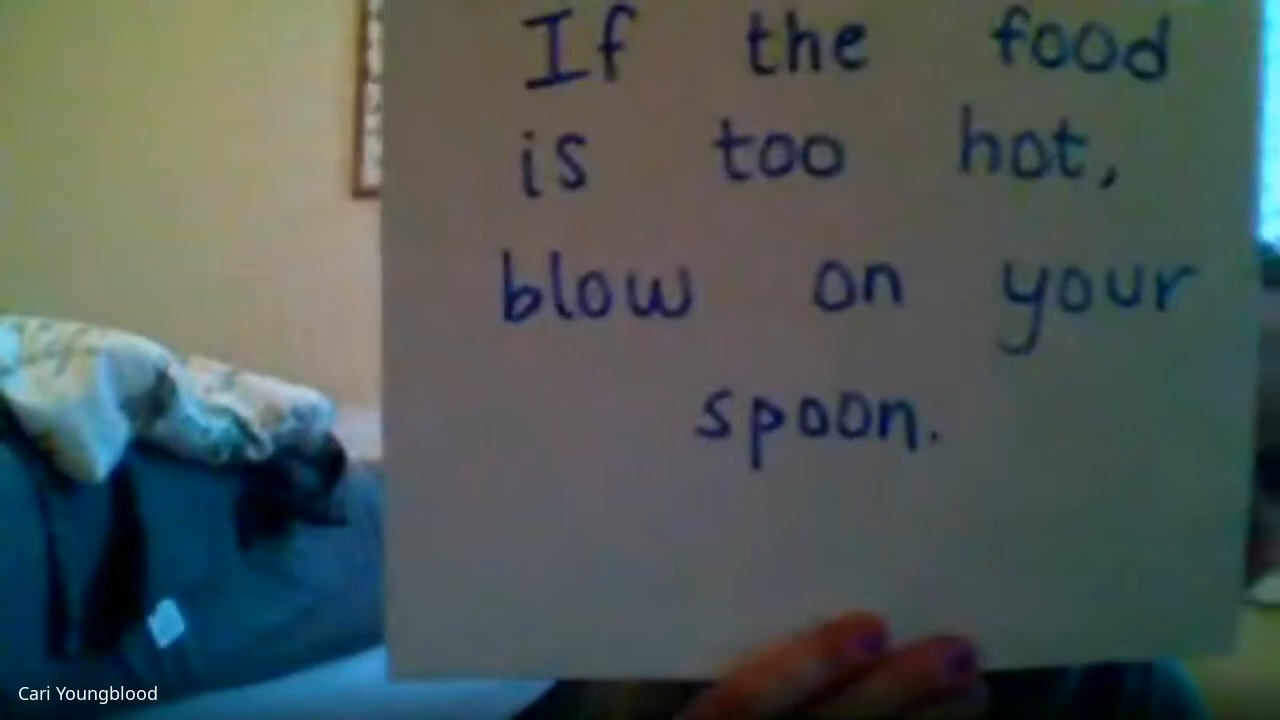 If the food
is too hot,
blow on your
spoon.
Cari Youngblood